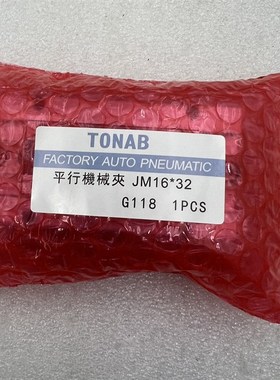 TONAB
FACTORY AUTO PNEUMATIC
平行機械夾 JM16*32
G118 1PCS